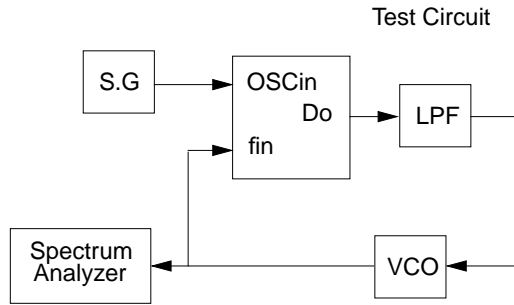 Test Circuit
S.G
OSCin
Do
fin
LPF
Spectrum
Analyzer
VCO